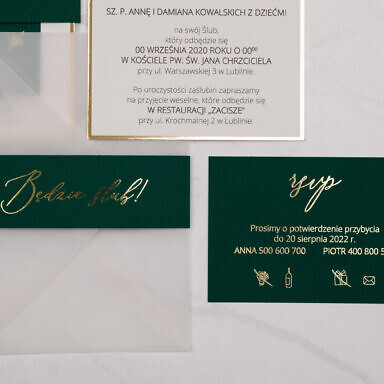 SZ. P. ANNĘ I DAMIANA KOWALSKICH Z DZIEĆMI
na swój Ślub,
który odbędzie się
00 WRZEŚNIA 2020 ROKU O 00⁰⁰
W KOŚCIELE PW. ŚW. JANA CHRZCICIELA
przy ul. Warszawskiej 3 w Lublinie.
Po uroczystości zaślubin zapraszamy
na przyjęcie weselne, które odbędzie się
W RESTAURACJI „ZACISZE”
przy ul. Krochmalnej 2 w Lublinie.
Będzie ślub!
rsvp
Prosimy o potwierdzenie przybycia
do 20 sierpnia 2022 r.
ANNA 500 600 700 PIOTR 400 800 5